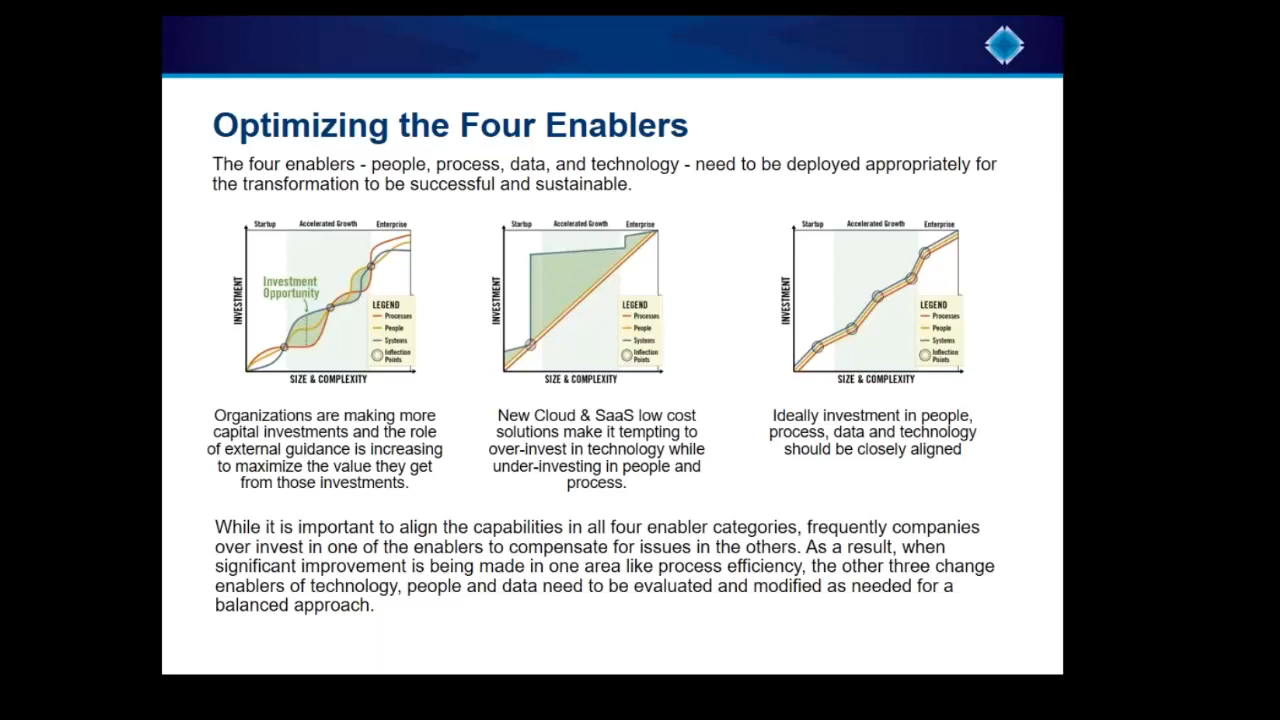 Optimizing the Four Enablers
The four enablers - people, process, data, and technology - need to be deployed appropriately for
the transformation to be successful and sustainable.
Startup Accelerated Growth Enterprise
INVESTMENT
Investment
Opportunity
LEGEND
Processes
People
Systems
Inflection
Points
SIZE & COMPLEXITY
Organizations are making more
capital investments and the role
of external guidance is increasing
to maximize the value they get
from those investments.
Startup Accelerated Growth Enterprise
INVESTMENT
LEGEND
Processes
People
Systems
Inflection
Points
SIZE & COMPLEXITY
New Cloud & SaaS low cost
solutions make it tempting to
over-invest in technology while
under-investing in people and
process.
Startup Accelerated Growth Enterprise
INVESTMENT
LEGEND
Processes
People
Systems
Inflection
Points
SIZE & COMPLEXITY
Ideally investment in people,
process, data and technology
should be closely aligned
While it is important to align the capabilities in all four enabler categories, frequently companies
over invest in one of the enablers to compensate for issues in the others. As a result, when
significant improvement is being made in one area like process efficiency, the other three change
enablers of technology, people and data need to be evaluated and modified as needed for a
balanced approach.